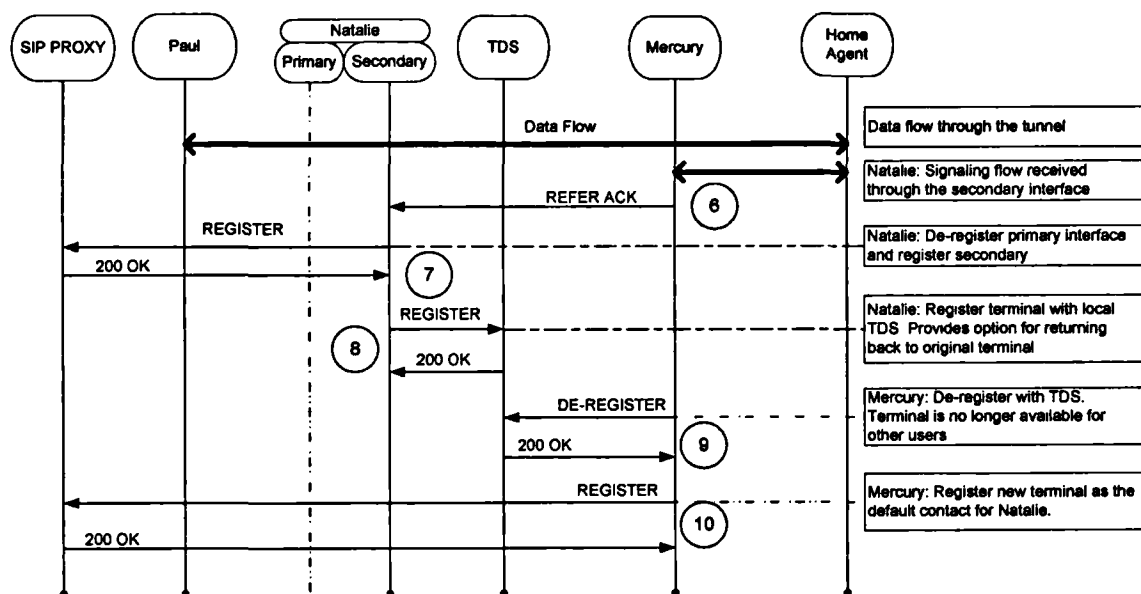 SIP PROXY
Paul
Natalie
Primary
Secondary
TDS
Mercury
Home
Agent
Data Flow
Data flow through the tunnel
Natalie: Signaling flow received
through the secondary interface
REFER ACK
6
REGISTER
Natalie: De-register primary interface
and register secondary
200 OK
7
REGISTER
Natalie: Register terminal with local
TDS Provides option for returning
back to original terminal
8
200 OK
DE-REGISTER
Mercury: De-register with TDS.
Terminal is no longer available for
other users
200 OK
9
REGISTER
Mercury: Register new terminal as the
default contact for Natalie.
10
200 OK